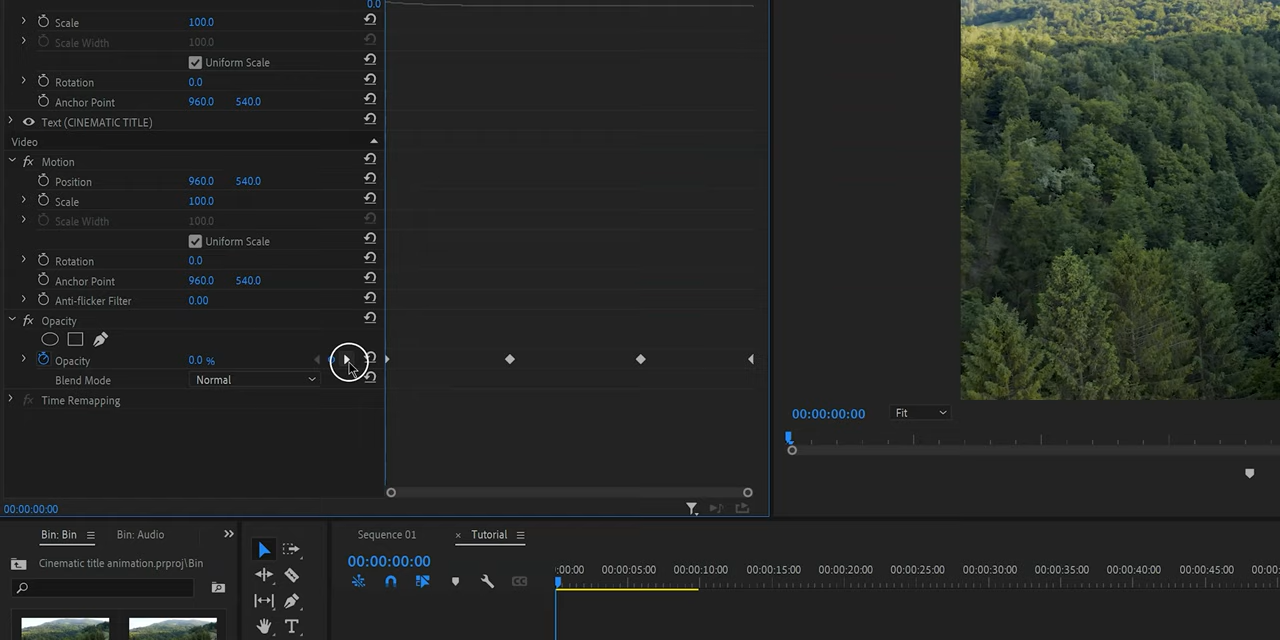 0.0
Scale 100.0
Scale Width 100.0
Uniform Scale
Rotation 0.0
Anchor Point 960.0 540.0
Text (CINEMATIC TITLE)
Video
fx Motion
Position 960.0 540.0
Scale 100.0
Scale Width 100.0
Uniform Scale
Rotation 0.0
Anchor Point 960.0 540.0
Anti-flicker Filter 0.00
fx Opacity
Opacity 0.0 %
Blend Mode Normal
fx Time Remapping
00:00:00:00
00:00:00:00 Fit
Bin: Bin Bin: Audio
Cinematic title animation.prproj\Bin
Sequence 01 × Tutorial
00:00:00:00
:00:00 00:00:05:00 00:00:10:00 00:00:15:00 00:00:20:00 00:00:25:00 00:00:30:00 00:00:35:00 00:00:40:00 00:00:45:00 00:0